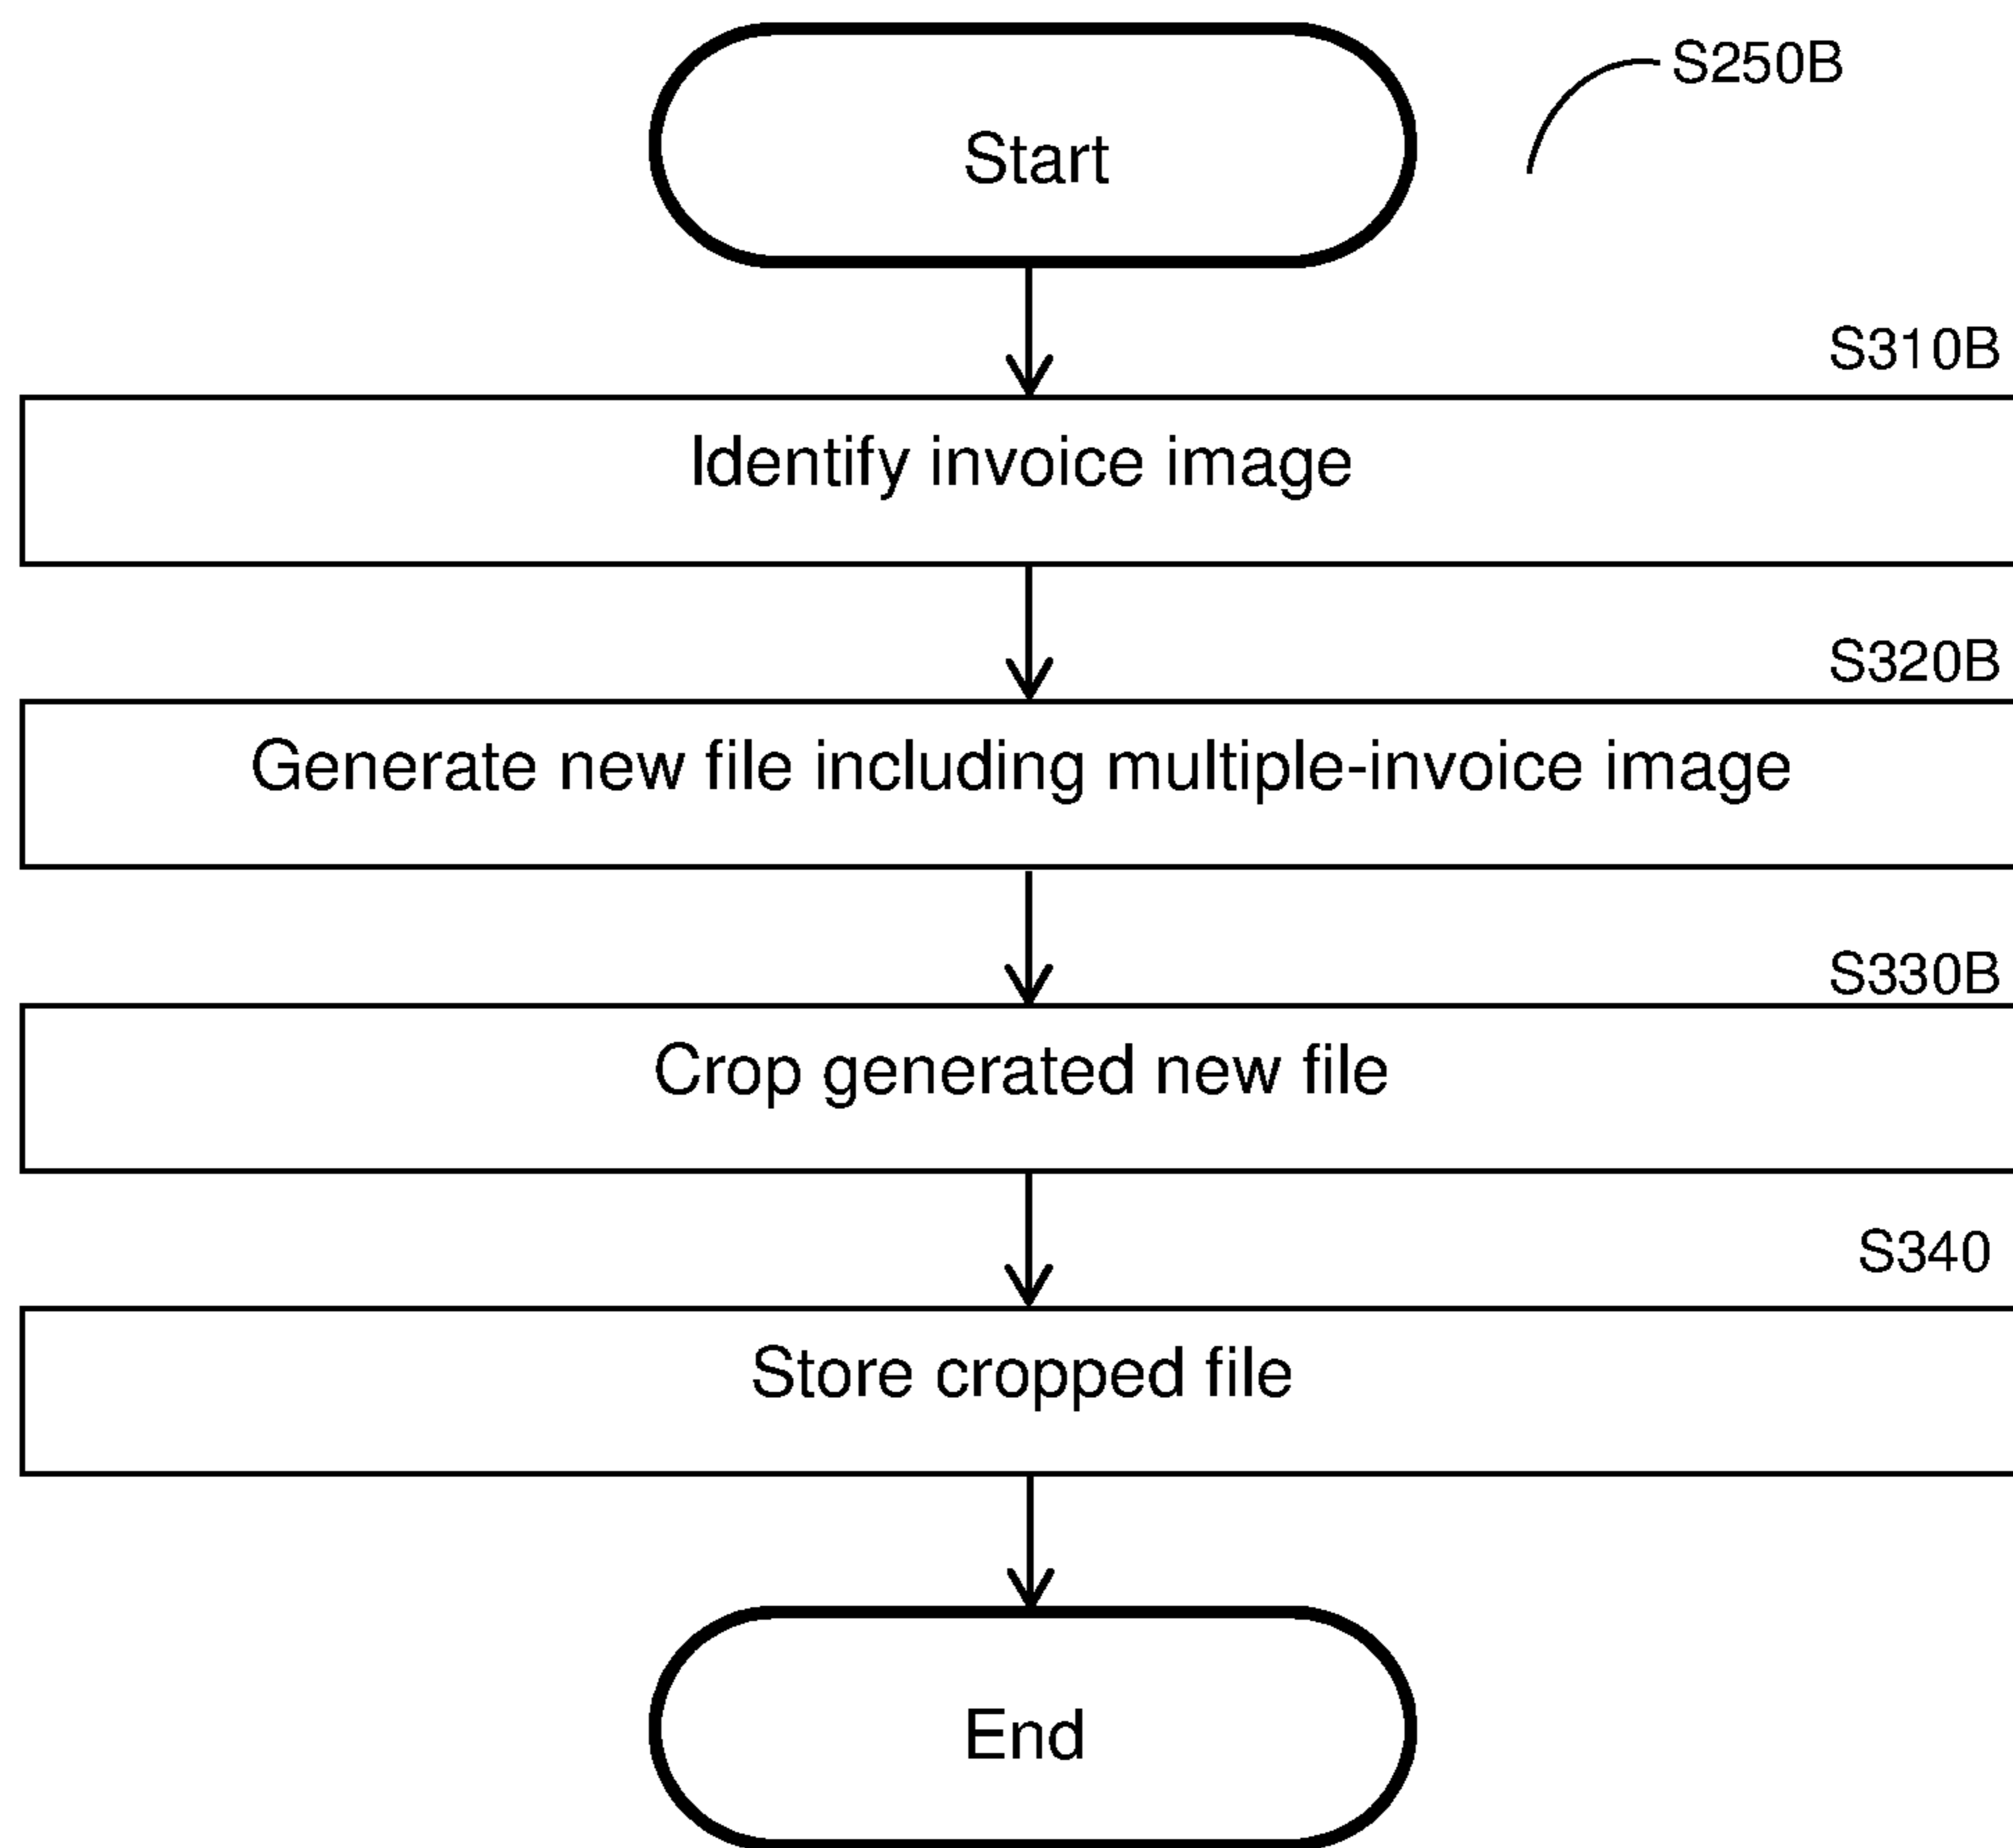 Start
S250B
S310B
Identify invoice image
S320B
Generate new file including multiple-invoice image
S330B
Crop generated new file
S340
Store cropped file
End